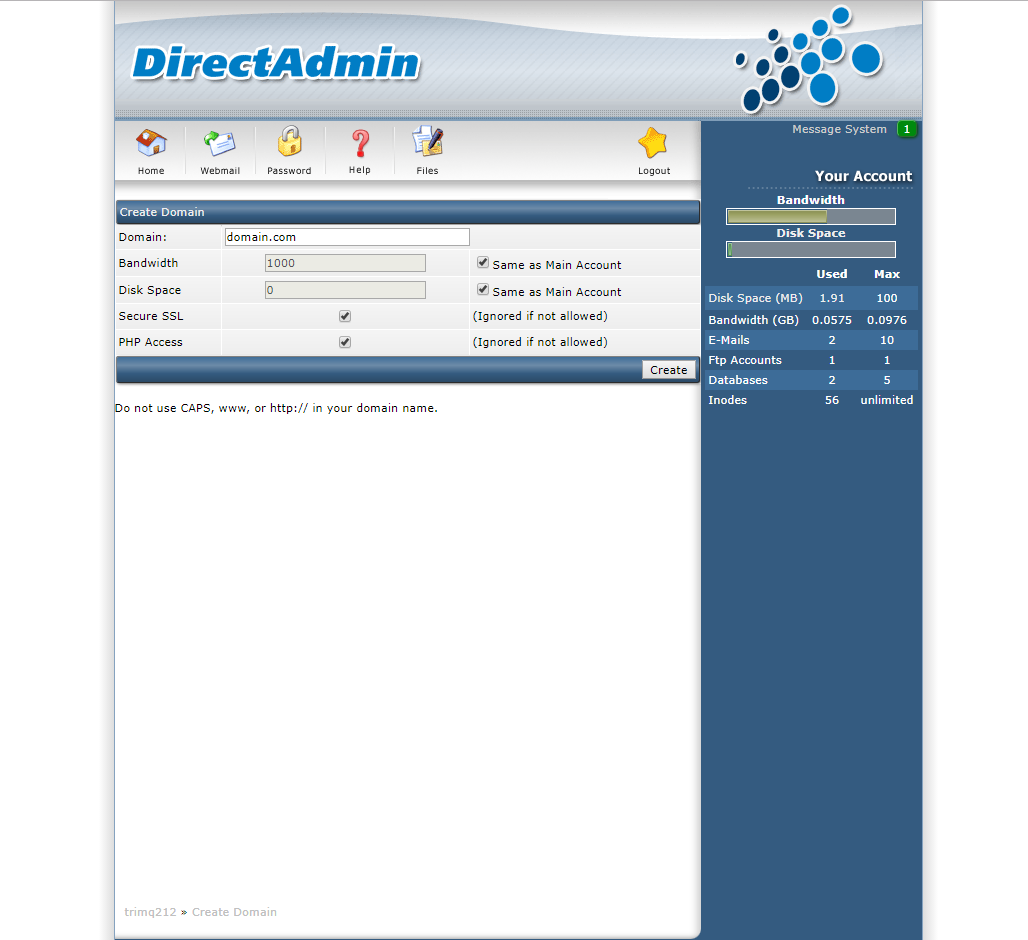 DirectAdmin
Home Webmail Password Help Files Logout
Message System 1
Create Domain
Domain: domain.com
Bandwidth 1000 Same as Main Account
Disk Space 0 Same as Main Account
Secure SSL (Ignored if not allowed)
PHP Access (Ignored if not allowed)
Create
Do not use CAPS, www, or http:// in your domain name.
Your Account
Bandwidth
Disk Space
Used Max
Disk Space (MB) 1.91 100
Bandwidth (GB) 0.0575 0.0976
E-Mails 2 10
Ftp Accounts 1 1
Databases 2 5
Inodes 56 unlimited
trimq212 » Create Domain